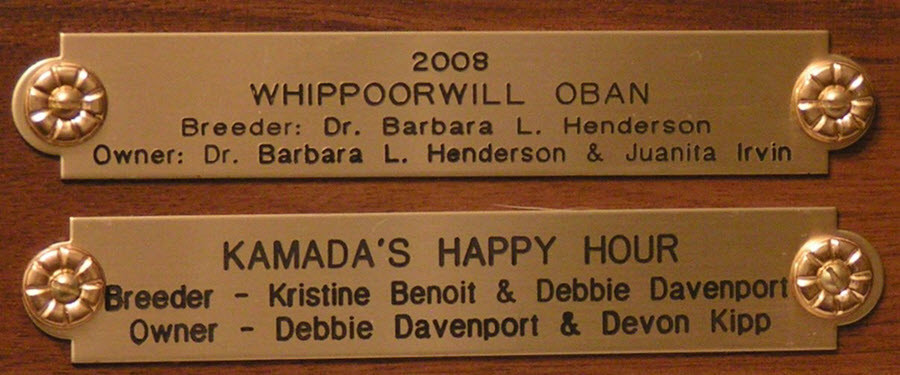 2008
WHIPPOORWILL OBAN
Breeder: Dr. Barbara L. Henderson
Owner: Dr. Barbara L. Henderson & Juanita Irvin
KAMADA'S HAPPY HOUR
Breeder - Kristine Benoit & Debbie Davenport
Owner - Debbie Davenport & Devon Kipp